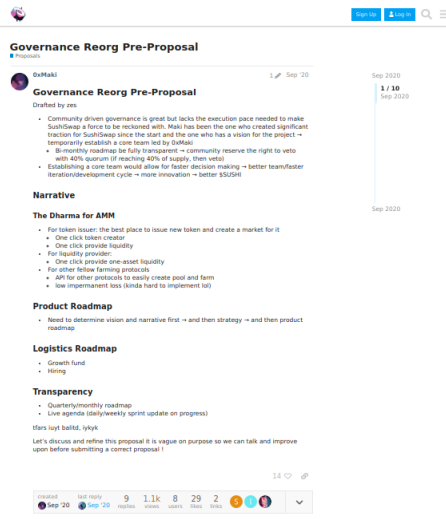 Sign Up
Log In
Governance Reorg Pre-Proposal
Proposals
0xMaki
1
Sep '20
Governance Reorg Pre-Proposal
Drafted by zes
Community driven governance is great but lacks the execution pace needed to make
SushiSwap a force to be reckoned with. Maki has been the one who created significant
traction for SushiSwap since the start and the one who has a vision for the project →
temporarily establish a core team led by 0xMaki
Bi-monthly roadmap be fully transparent → community reserve the right to veto
with 40% quorum (if reaching 40% of supply, then veto)
Establishing a core team would allow for faster decision making → better team/faster
iteration/development cycle → more innovation → better $SUSHI
Narrative
The Dharma for AMM
For token issuer: the best place to issue new token and create a market for it
One click token creator
One click provide liquidity
For liquidity provider:
One click provide one-asset liquidity
For other fellow farming protocols
API for other protocols to easily create pool and farm
low impermanent loss (kinda hard to implement lol)
Product Roadmap
Need to determine vision and narrative first → and then strategy → and then product
roadmap
Logistics Roadmap
Growth fund
Hiring
Transparency
Quarterly/monthly roadmap
Live agenda (daily/weekly sprint update on progress)
tfars iuyt balitd, iykyk
Let's discuss and refine this proposal it is vague on purpose so we can talk and improve
upon before submitting a correct proposal !
14
created
Sep '20
last reply
Sep '20
9
replies
1.1k
views
8
users
29
likes
2
links
S
Sep 2020
1 / 10
Sep 2020
Sep 2020